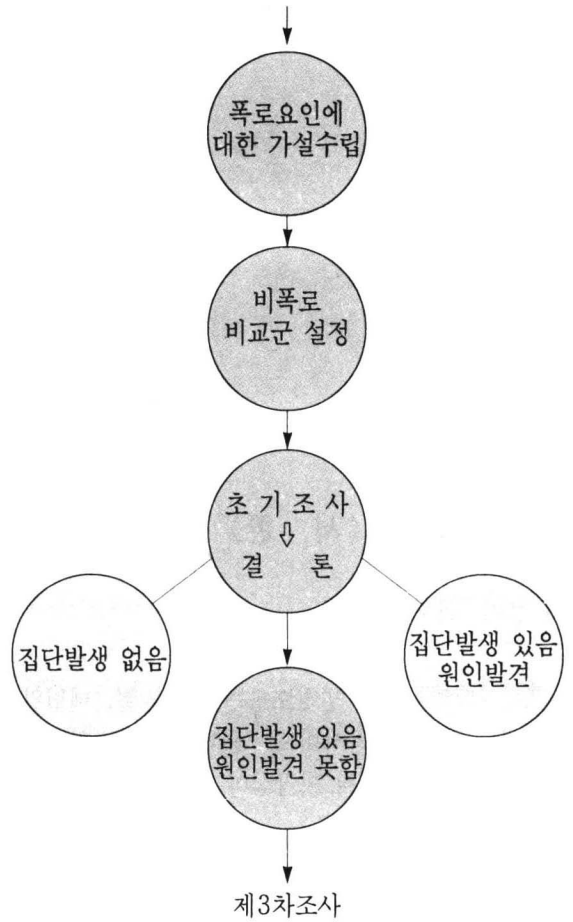 폭로요인에
대한 가설수립
비폭로
비교군 설정
초 기 조 사
⇩
결 론
집단발생 없음
집단발생 있음
원인발견
집단발생 있음
원인발견 못함
제3차조사